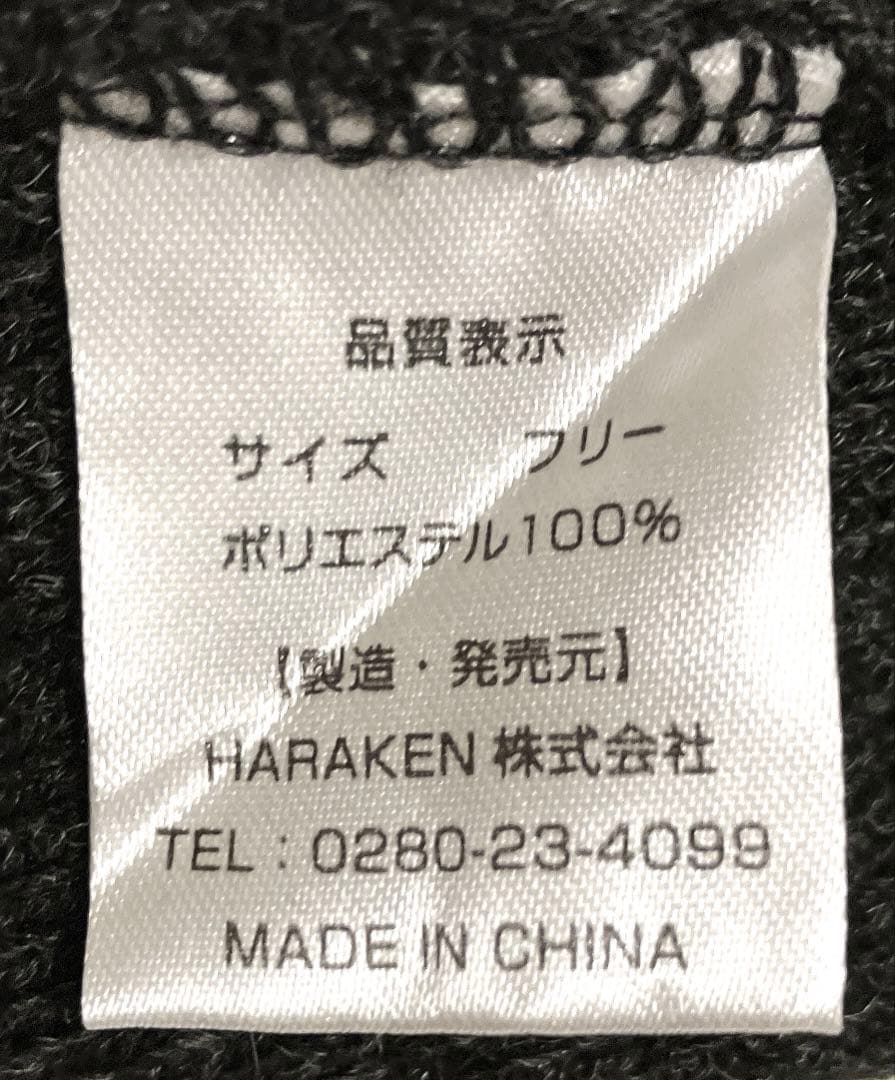 品質表示
サイズ フリー
ポリエステル100%
【製造・発売元】
HARAKEN 株式会社
TEL：0280-23-4099
MADE IN CHINA